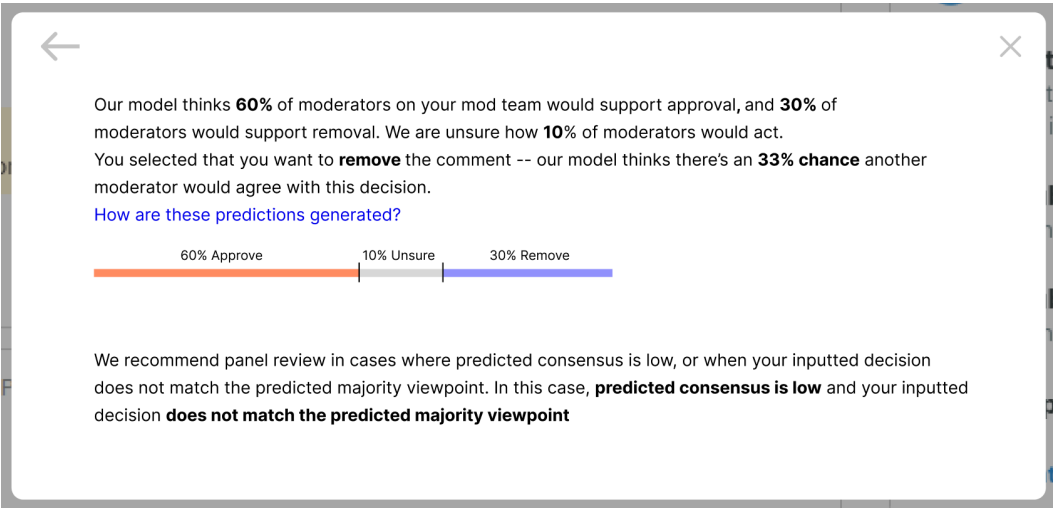 Our model thinks 60% of moderators on your mod team would support approval, and 30% of
moderators would support removal. We are unsure how 10% of moderators would act.
You selected that you want to remove the comment -- our model thinks there's an 33% chance another
moderator would agree with this decision.
How are these predictions generated?
60% Approve 10% Unsure 30% Remove
We recommend panel review in cases where predicted consensus is low, or when your inputted decision
does not match the predicted majority viewpoint. In this case, predicted consensus is low and your inputted
decision does not match the predicted majority viewpoint